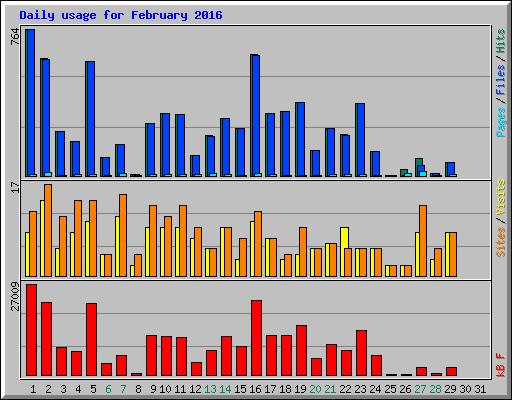 Daily usage for February 2016
764
Pages / Files / Hits
17
Sites / Visits
27009
kB F
1 2 3 4 5 6 7 8 9 10 11 12 13 14 15 16 17 18 19 20 21 22 23 24 25 26 27 28 29 30 31